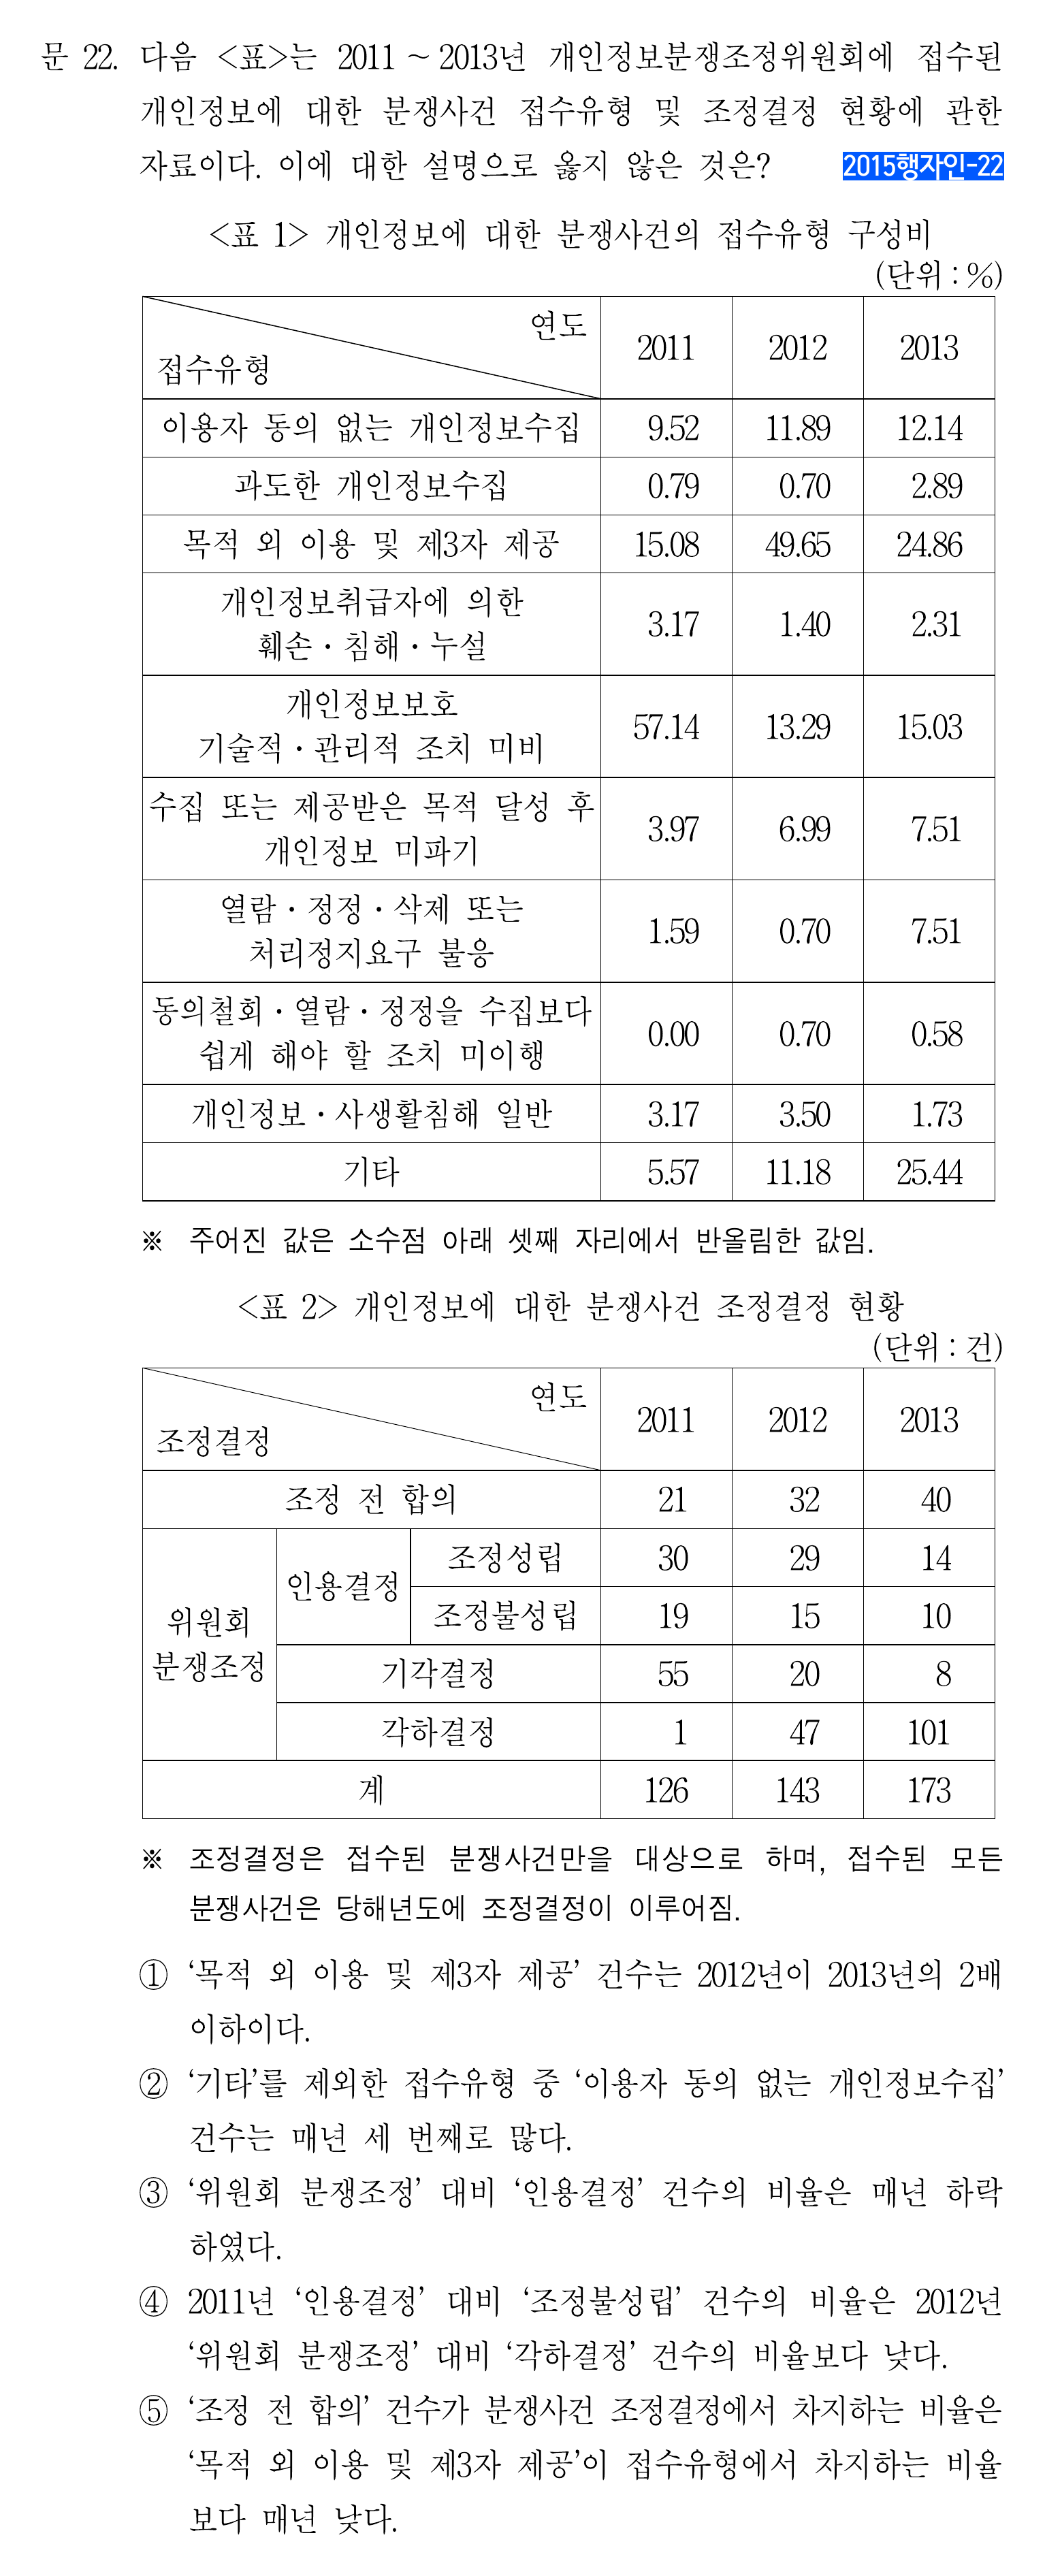 문 22. 다음 <표>는 2011 ~ 2013년 개인정보분쟁조정위원회에 접수된
개인정보에 대한 분쟁사건 접수유형 및 조정결정 현황에 관한
자료이다. 이에 대한 설명으로 옳지 않은 것은? 2015행자인-22
<표 1> 개인정보에 대한 분쟁사건의 접수유형 구성비
(단위 : %)
연도
접수유형
2011 2012 2013
이용자 동의 없는 개인정보수집 9.52 11.89 12.14
과도한 개인정보수집 0.79 0.70 2.89
목적 외 이용 및 제3자 제공 15.08 49.65 24.86
개인정보취급자에 의한
훼손·침해·누설 3.17 1.40 2.31
개인정보보호
기술적·관리적 조치 미비 57.14 13.29 15.03
수집 또는 제공받은 목적 달성 후
개인정보 미파기 3.97 6.99 7.51
열람·정정·삭제 또는
처리정지요구 불응 1.59 0.70 7.51
동의철회·열람·정정을 수집보다
쉽게 해야 할 조치 미이행 0.00 0.70 0.58
개인정보·사생활침해 일반 3.17 3.50 1.73
기타 5.57 11.18 25.44
※ 주어진 값은 소수점 아래 셋째 자리에서 반올림한 값임.
<표 2> 개인정보에 대한 분쟁사건 조정결정 현황
(단위 : 건)
연도
조정결정
2011 2012 2013
조정 전 합의 21 32 40
위원회
분쟁조정
인용결정
조정성립 30 29 14
조정불성립 19 15 10
기각결정 55 20 8
각하결정 1 47 101
계 126 143 173
※ 조정결정은 접수된 분쟁사건만을 대상으로 하며, 접수된 모든
분쟁사건은 당해년도에 조정결정이 이루어짐.
① ‘목적 외 이용 및 제3자 제공’ 건수는 2012년이 2013년의 2배
이하이다.
② ‘기타’를 제외한 접수유형 중 ‘이용자 동의 없는 개인정보수집’
건수는 매년 세 번째로 많다.
③ ‘위원회 분쟁조정’ 대비 ‘인용결정’ 건수의 비율은 매년 하락
하였다.
④ 2011년 ‘인용결정’ 대비 ‘조정불성립’ 건수의 비율은 2012년
‘위원회 분쟁조정’ 대비 ‘각하결정’ 건수의 비율보다 낮다.
⑤ ‘조정 전 합의’ 건수가 분쟁사건 조정결정에서 차지하는 비율은
‘목적 외 이용 및 제3자 제공’이 접수유형에서 차지하는 비율
보다 매년 낮다.